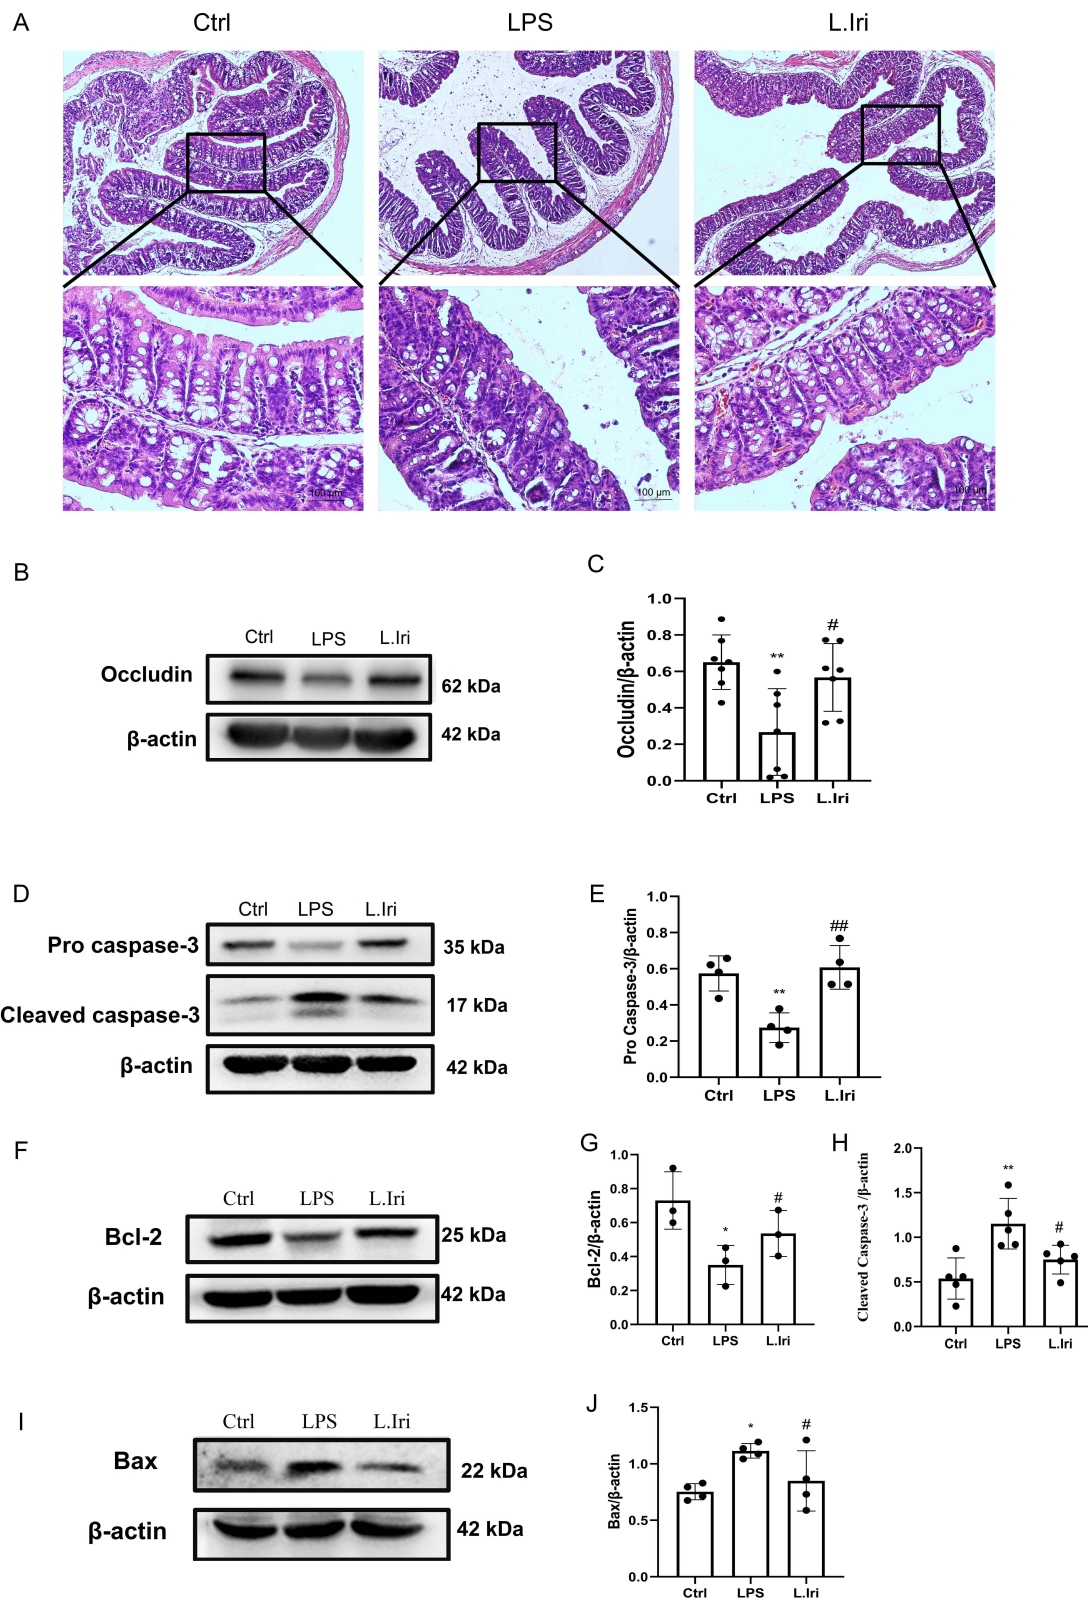 A
Ctrl
LPS
L.Iri
100 μm
100 μm
100 μm
B
Ctrl
LPS
L.Iri
Occludin
62 kDa
β-actin
42 kDa
C
Occludin/β-actin
1.0
0.8
0.6
0.4
0.2
0.0
**
#
Ctrl
LPS
L.Iri
D
Ctrl
LPS
L.Iri
Pro caspase-3
35 kDa
Cleaved caspase-3
17 kDa
β-actin
42 kDa
E
Pro Caspase-3/β-actin
1.0
0.8
0.6
0.4
0.2
0.0
**
##
Ctrl
LPS
L.Iri
F
Ctrl
LPS
L.Iri
Bcl-2
25 kDa
β-actin
42 kDa
G
Bcl-2/β-actin
1.0
0.8
0.6
0.4
0.2
0.0
*
#
Ctrl
LPS
L.Iri
H
Cleaved Caspase-3 /β-actin
2.0
1.5
1.0
0.5
0.0
**
#
Ctrl
LPS
L.Iri
I
Ctrl
LPS
L.Iri
Bax
22 kDa
β-actin
42 kDa
J
Bax/β-actin
1.5
1.0
0.5
0.0
*
#
Ctrl
LPS
L.Iri